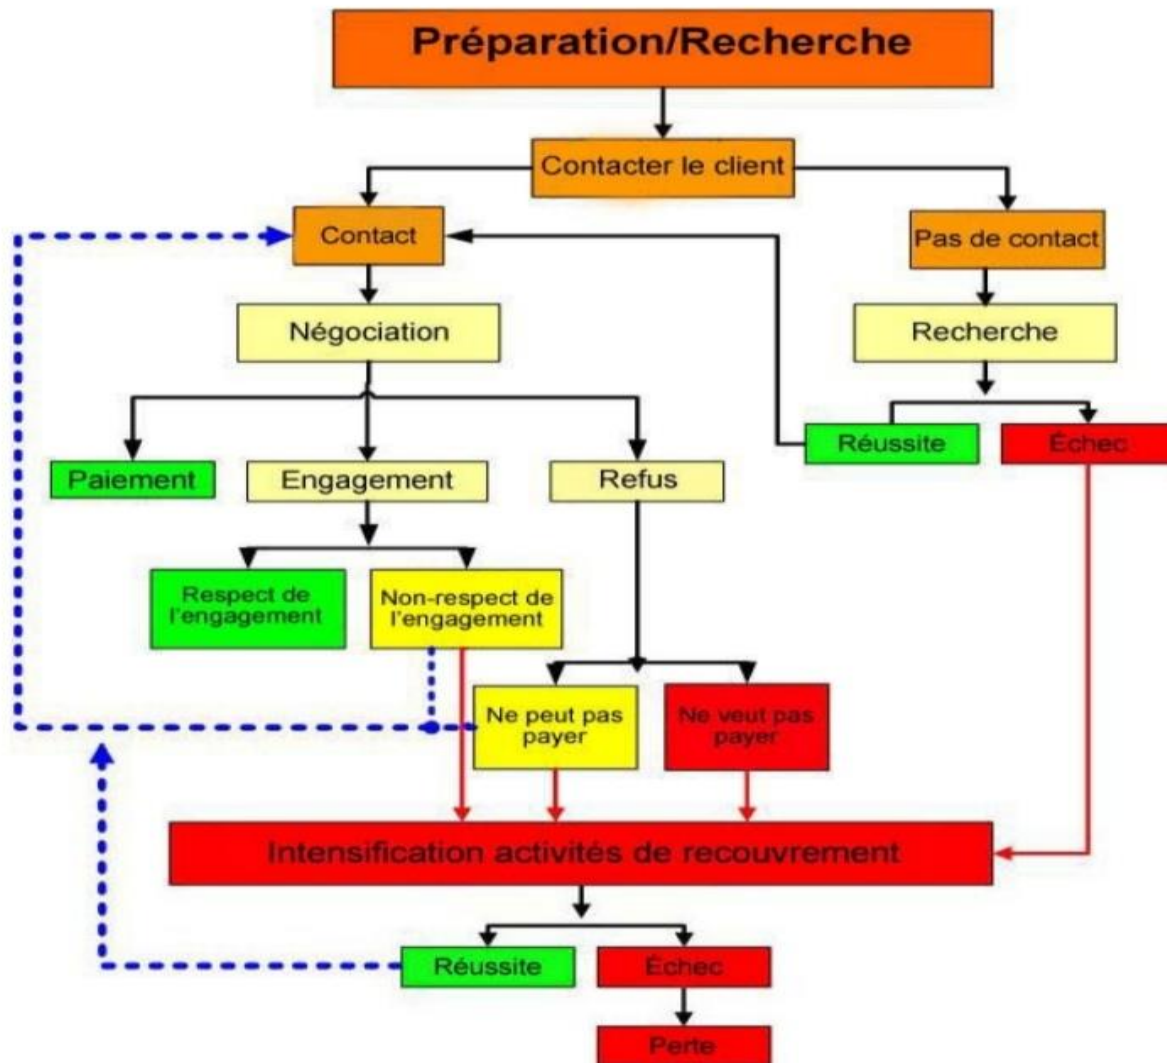 Préparation/Recherche
Contacter le client
Contact
Pas de contact
Négociation
Recherche
Réussite
Échec
Paiement
Engagement
Refus
Respect de
l'engagement
Non-respect de
l'engagement
Ne peut pas
payer
Ne veut pas
payer
Intensification activités de recouvrement
Réussite
Échec
Perte